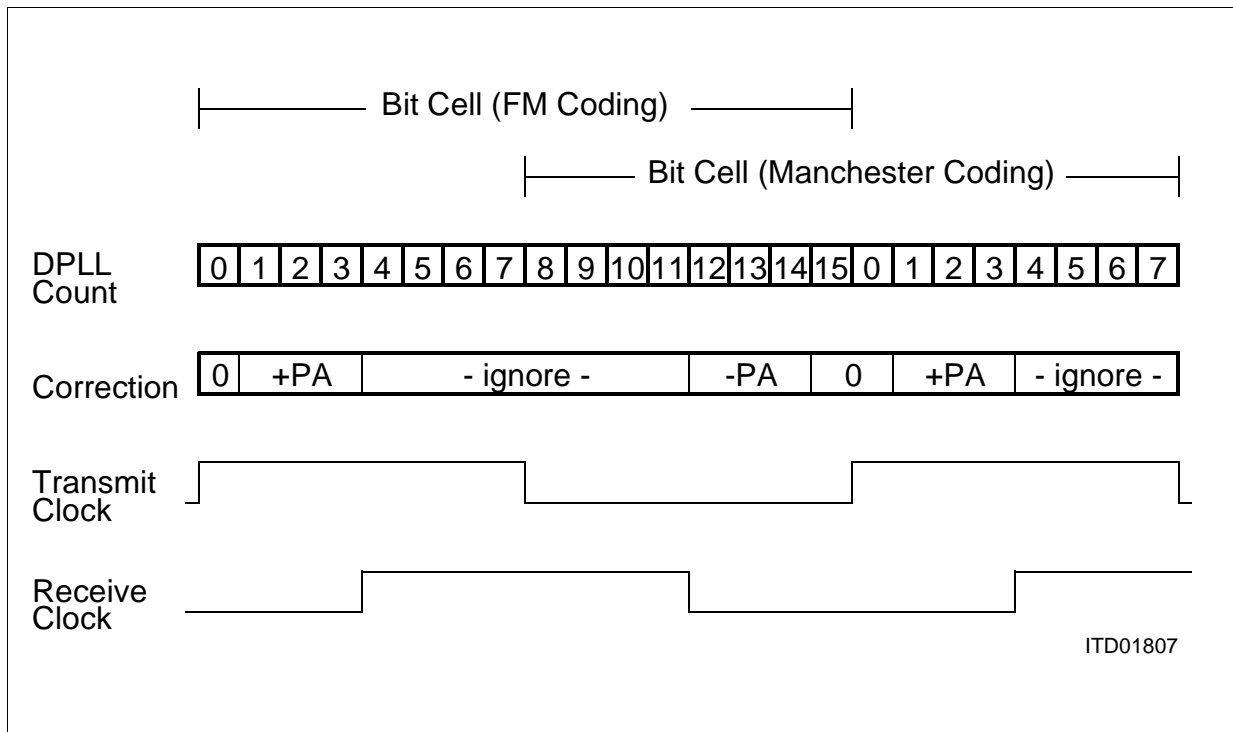 Bit Cell (FM Coding)
Bit Cell (Manchester Coding)
DPLL
Count
0 1 2 3 4 5 6 7 8 9 10 11 12 13 14 15 0 1 2 3 4 5 6 7
Correction
0 +PA - ignore - -PA 0 +PA - ignore -
Transmit
Clock
Receive
Clock
ITD01807